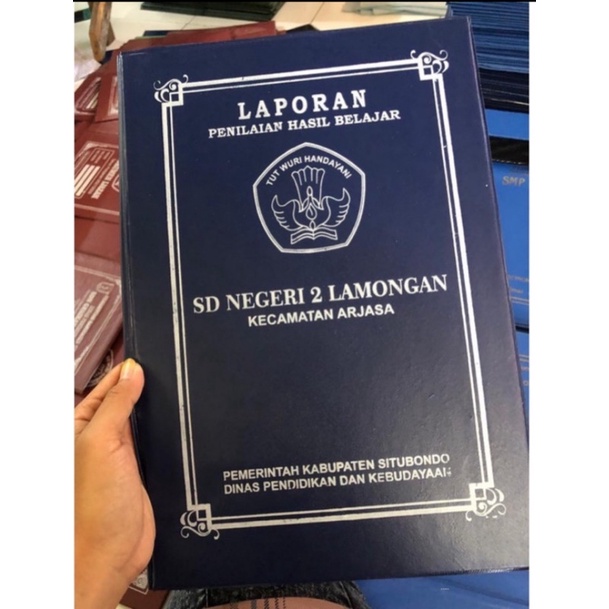 LAPORAN
PENILAIAN HASIL BELAJAR
TUT WURI HANDAYANI
SD NEGERI 2 LAMONGAN
KECAMATAN ARJASA
PEMERINTAH KABUPATEN SITUBONDO
DINAS PENDIDIKAN DAN KEBUDAYAAN
SMP